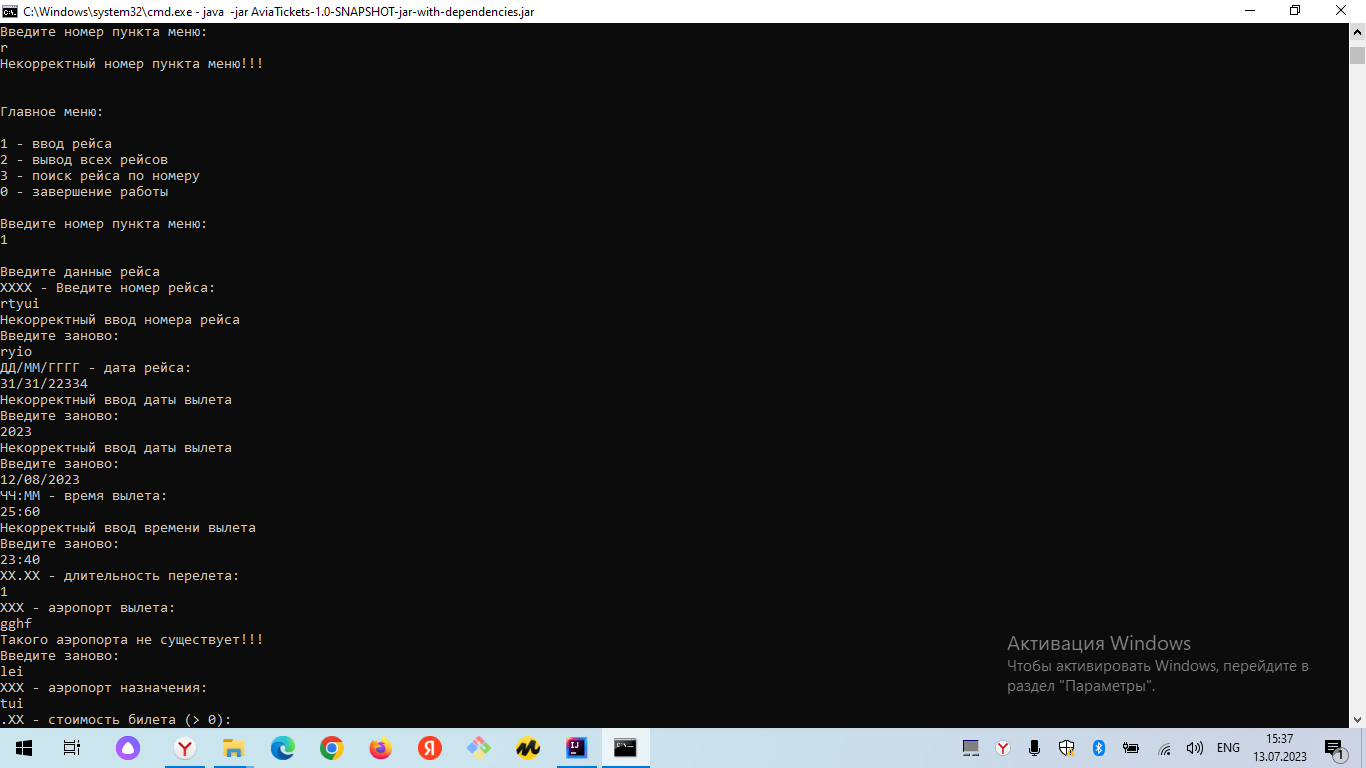 C:\Windows\system32\cmd.exe - java  -jar AviaTickets-1.0-SNAPSHOT-jar-with-dependencies.jar
Введите номер пункта меню:
r
Некорректный номер пункта меню!!!
Главное меню:
1 - ввод рейса
2 - вывод всех рейсов
3 - поиск рейса по номеру
0 - завершение работы
Введите номер пункта меню:
1
Введите данные рейса
XXXX - Введите номер рейса:
rtyui
Некорректный ввод номера рейса
Введите заново:
ryio
ДД/ММ/ГГГГ - дата рейса:
31/31/22334
Некорректный ввод даты вылета
Введите заново:
2023
Некорректный ввод даты вылета
Введите заново:
12/08/2023
ЧЧ:ММ - время вылета:
25:60
Некорректный ввод времени вылета
Введите заново:
23:40
XX.XX - длительность перелета:
1
XXX - аэропорт вылета:
gghf
Такого аэропорта не существует!!!
Введите заново:
lei
XXX - аэропорт назначения:
tui
.XX - стоимость билета (> 0):
Активация Windows
Чтобы активировать Windows, перейдите в
раздел "Параметры".
ENG
15:37
13.07.2023
1